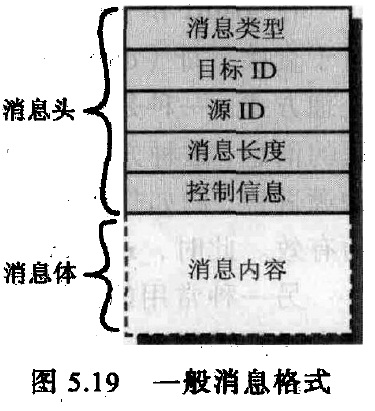 消息类型
目标 ID
源 ID
消息头
消息长度
控制信息
消息体
消息内容
图 5.19 一般消息格式